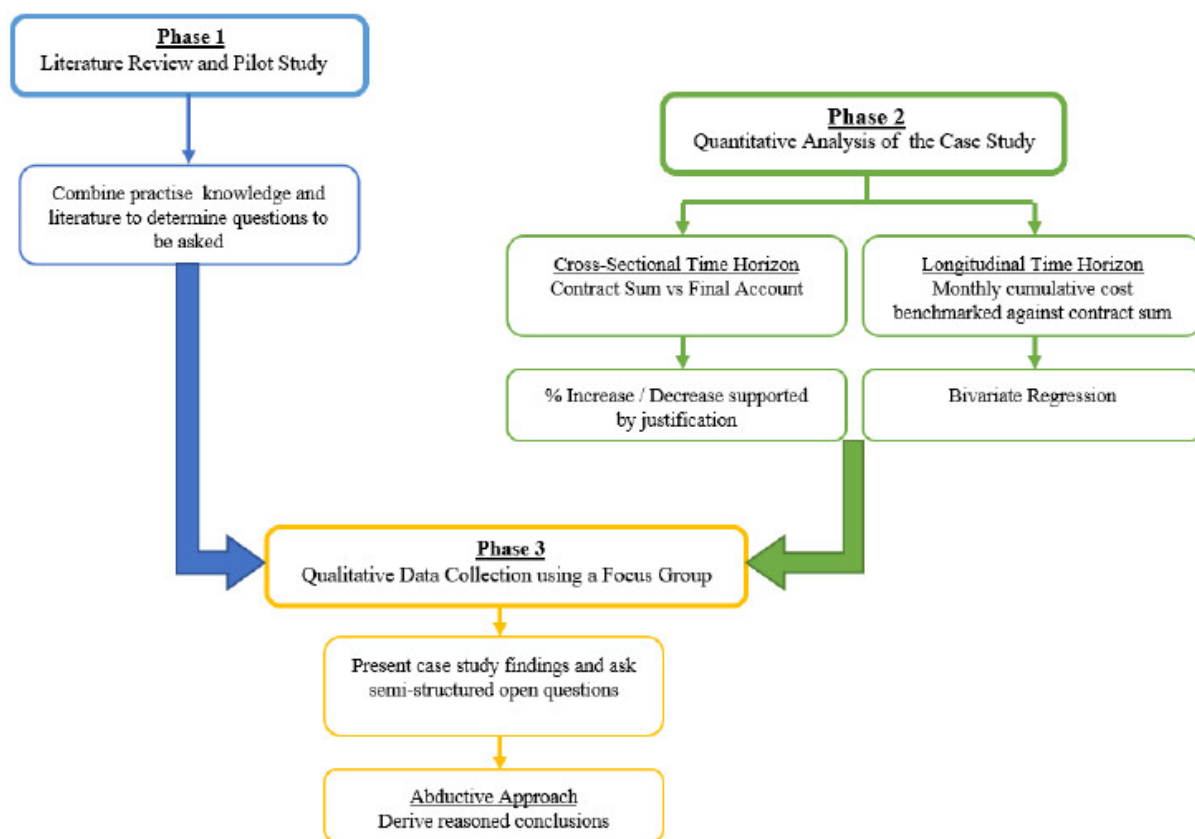 Phase 1
Literature Review and Pilot Study
Combine practise knowledge and
literature to determine questions to
be asked
Phase 2
Quantitative Analysis of the Case Study
Cross-Sectional Time Horizon
Contract Sum vs Final Account
Longitudinal Time Horizon
Monthly cumulative cost
benchmarked against contract sum
% Increase / Decrease supported
by justification
Bivariate Regression
Phase 3
Qualitative Data Collection using a Focus Group
Present case study findings and ask
semi-structured open questions
Abductive Approach
Derive reasoned conclusions